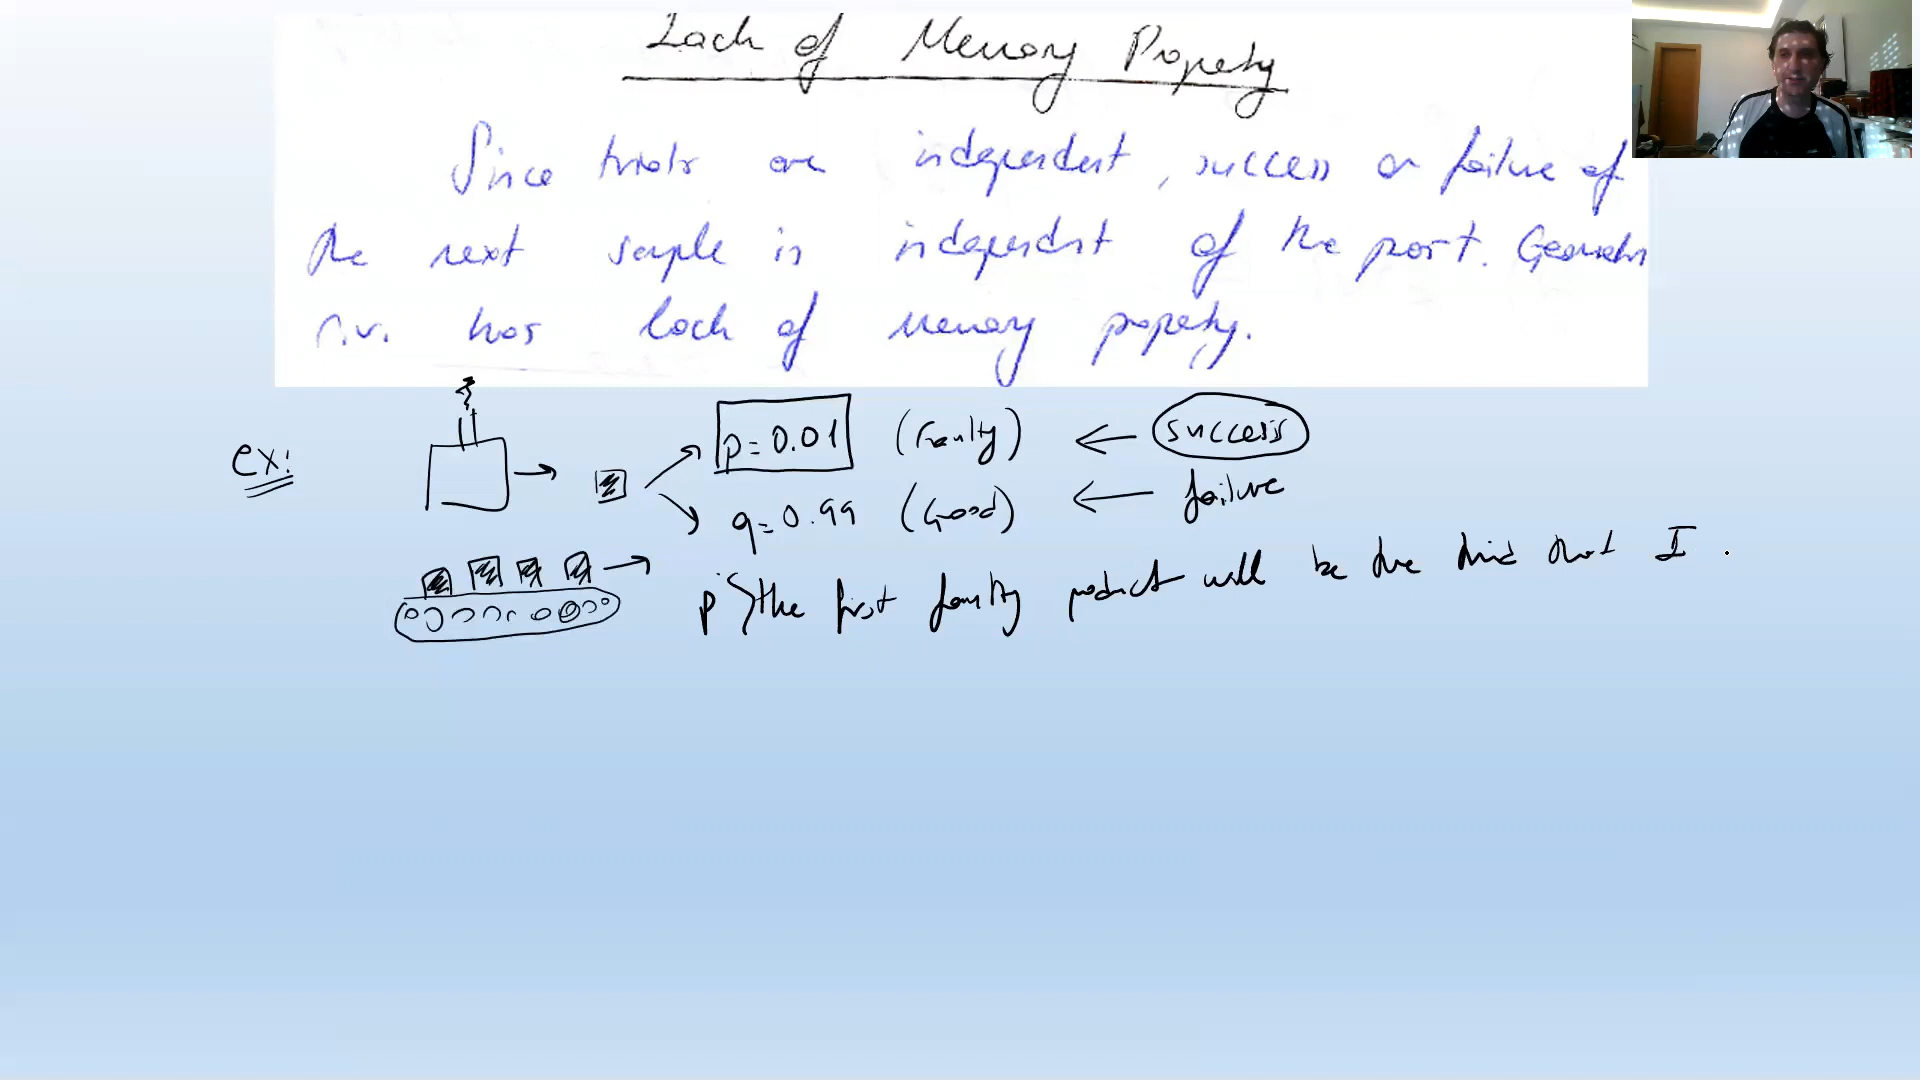 Lack of Memory Property
Since trials are independent, success or failure of
the next sample is independent of the past. Geometric
r.v. has lack of memory property.
ex:
p=0.01 (Faulty) ← success
q=0.99 (Good) ← failure
P{the first faulty product will be the third that I